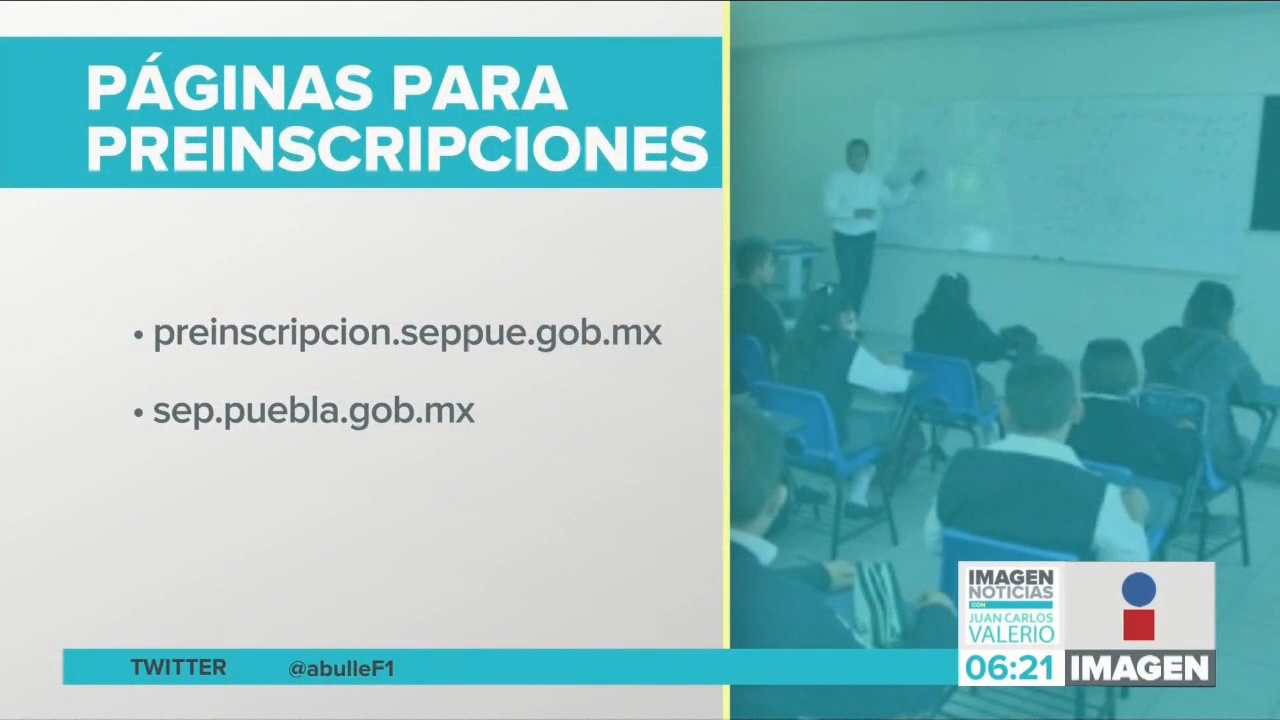 PÁGINAS PARA
PREINSCRIPCIONES
• preinscripcion.seppue.gob.mx
• sep.puebla.gob.mx
IMAGEN
NOTICIAS
CON
JUAN CARLOS
VALERIO
TWITTER @abulleF1
06:21 IMAGEN